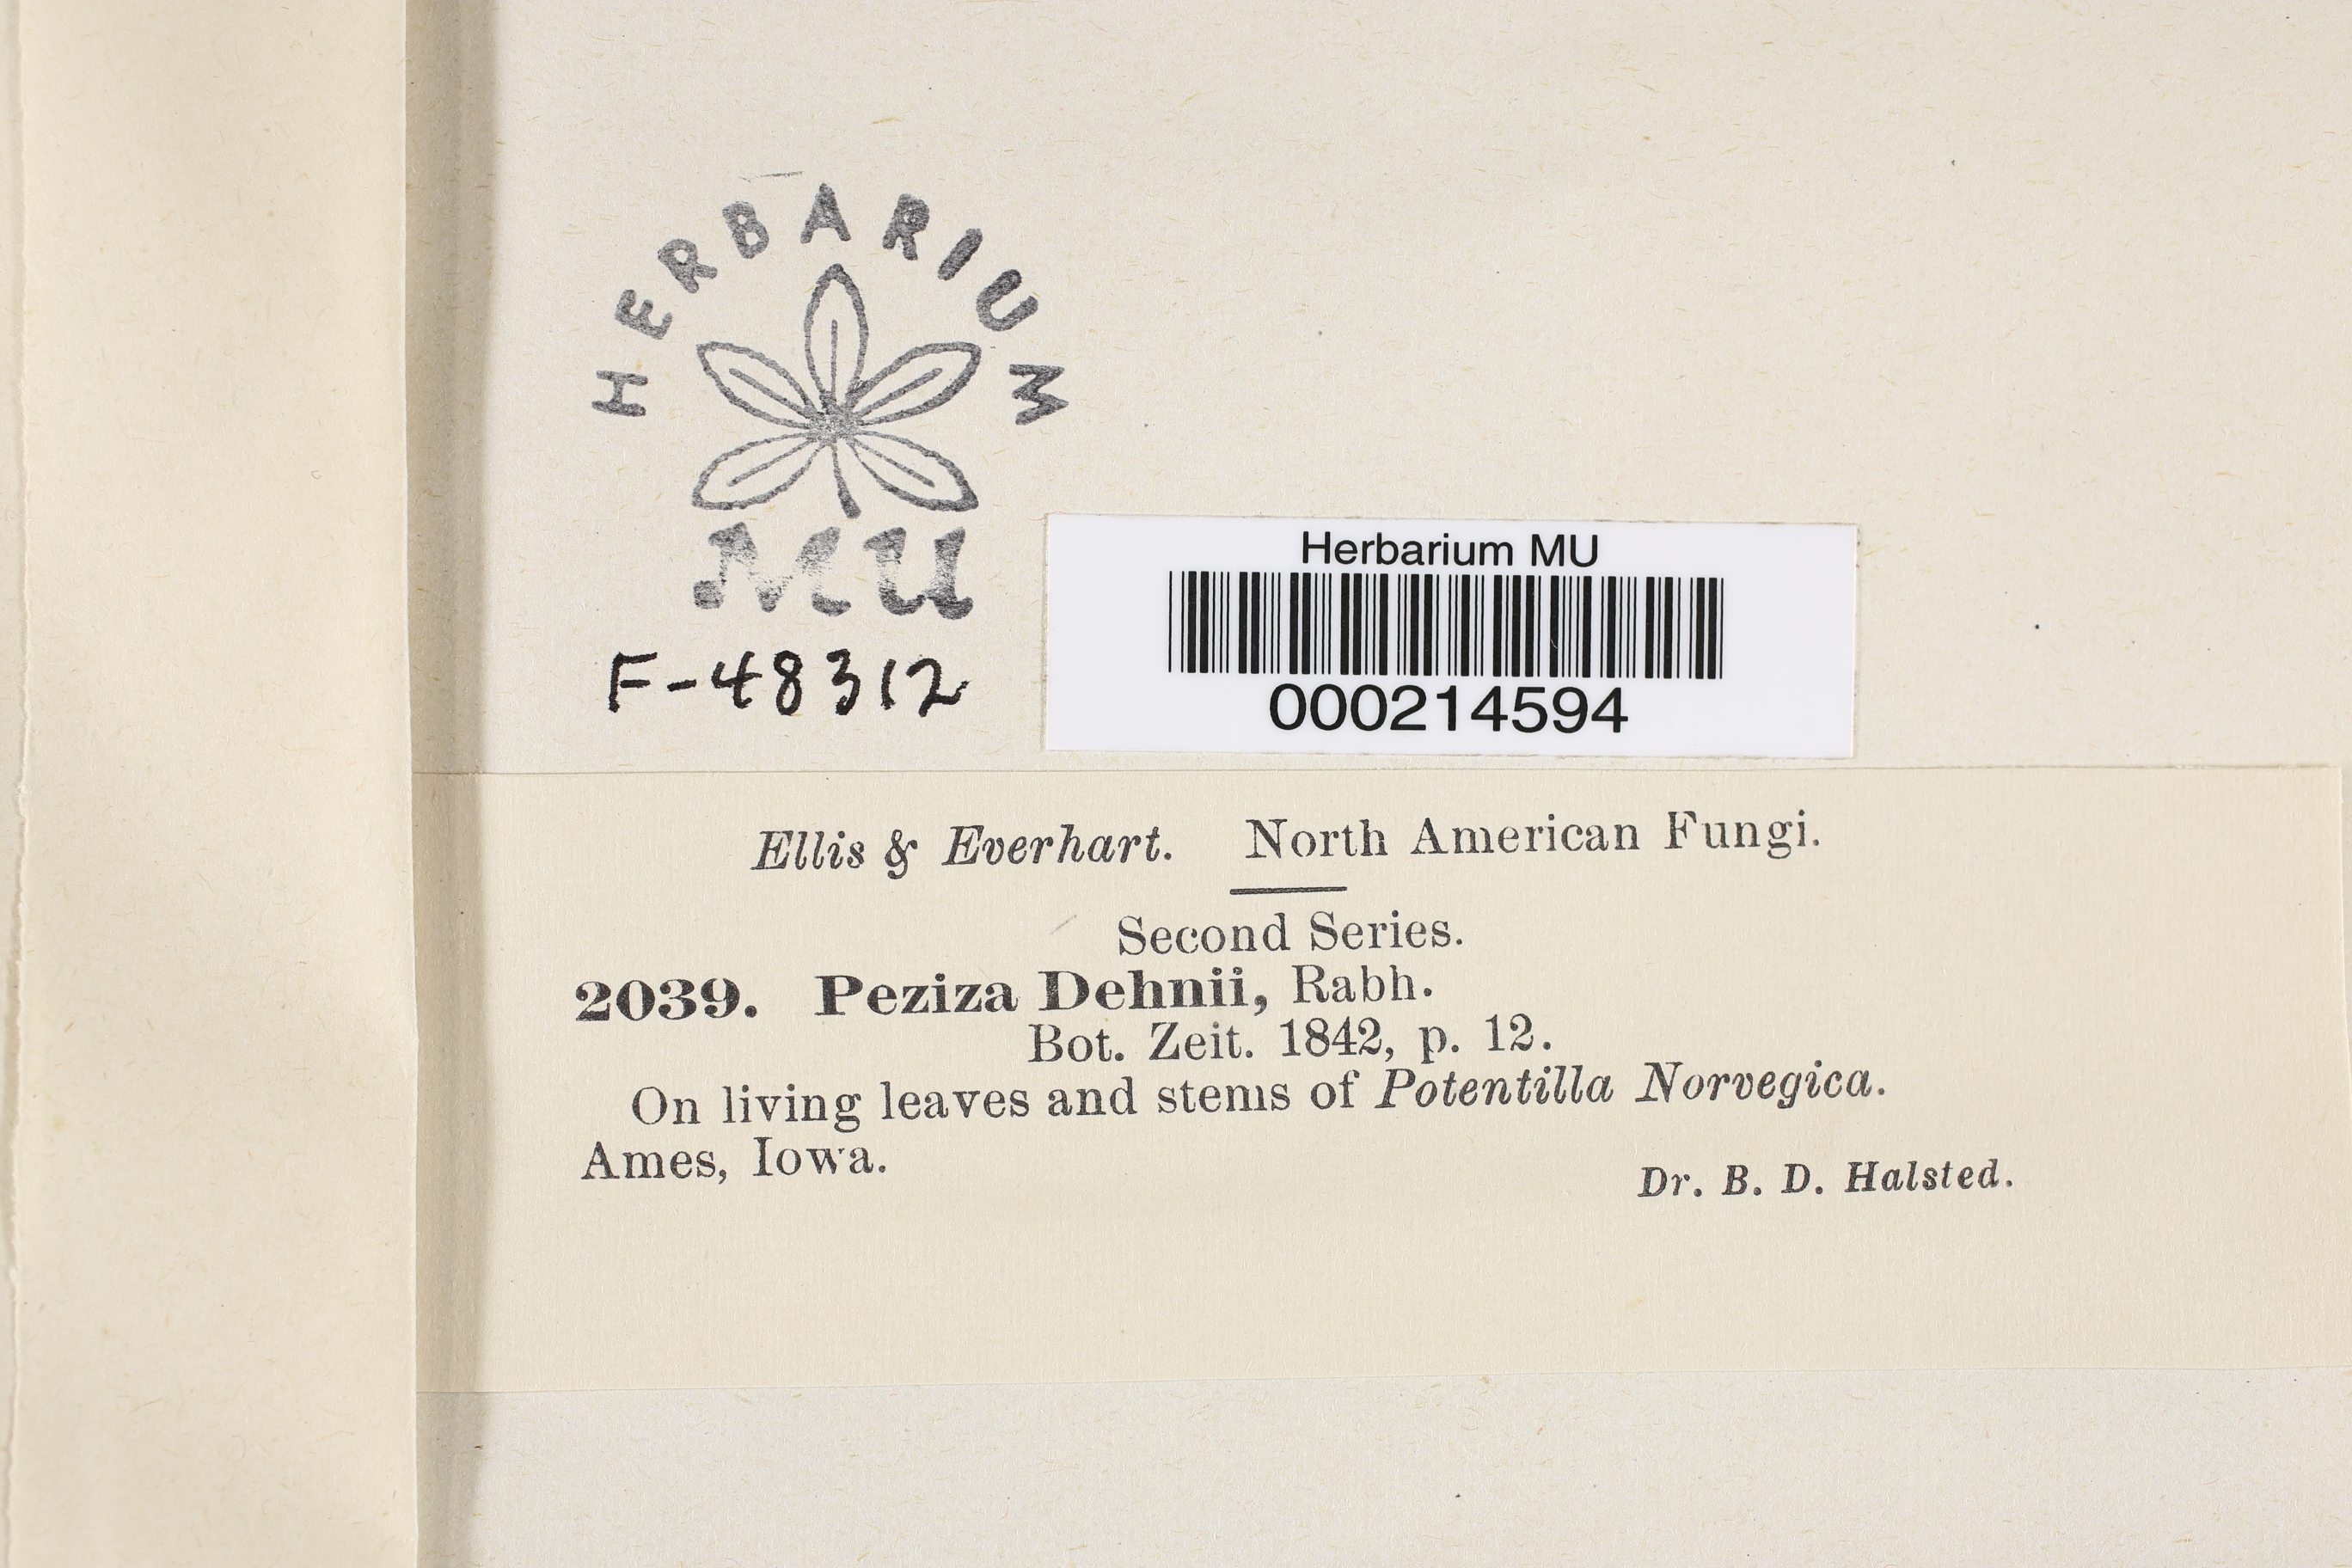 HERBARIUM
MU
F-48312
Herbarium MU
000214594
Ellis & Everhart. North American Fungi.
Second Series.
2039. Peziza Dehnii, Rabh.
Bot. Zeit. 1842, p. 12.
On living leaves and stems of Potentilla Norvegica.
Ames, Iowa.
Dr. B. D. Halsted.